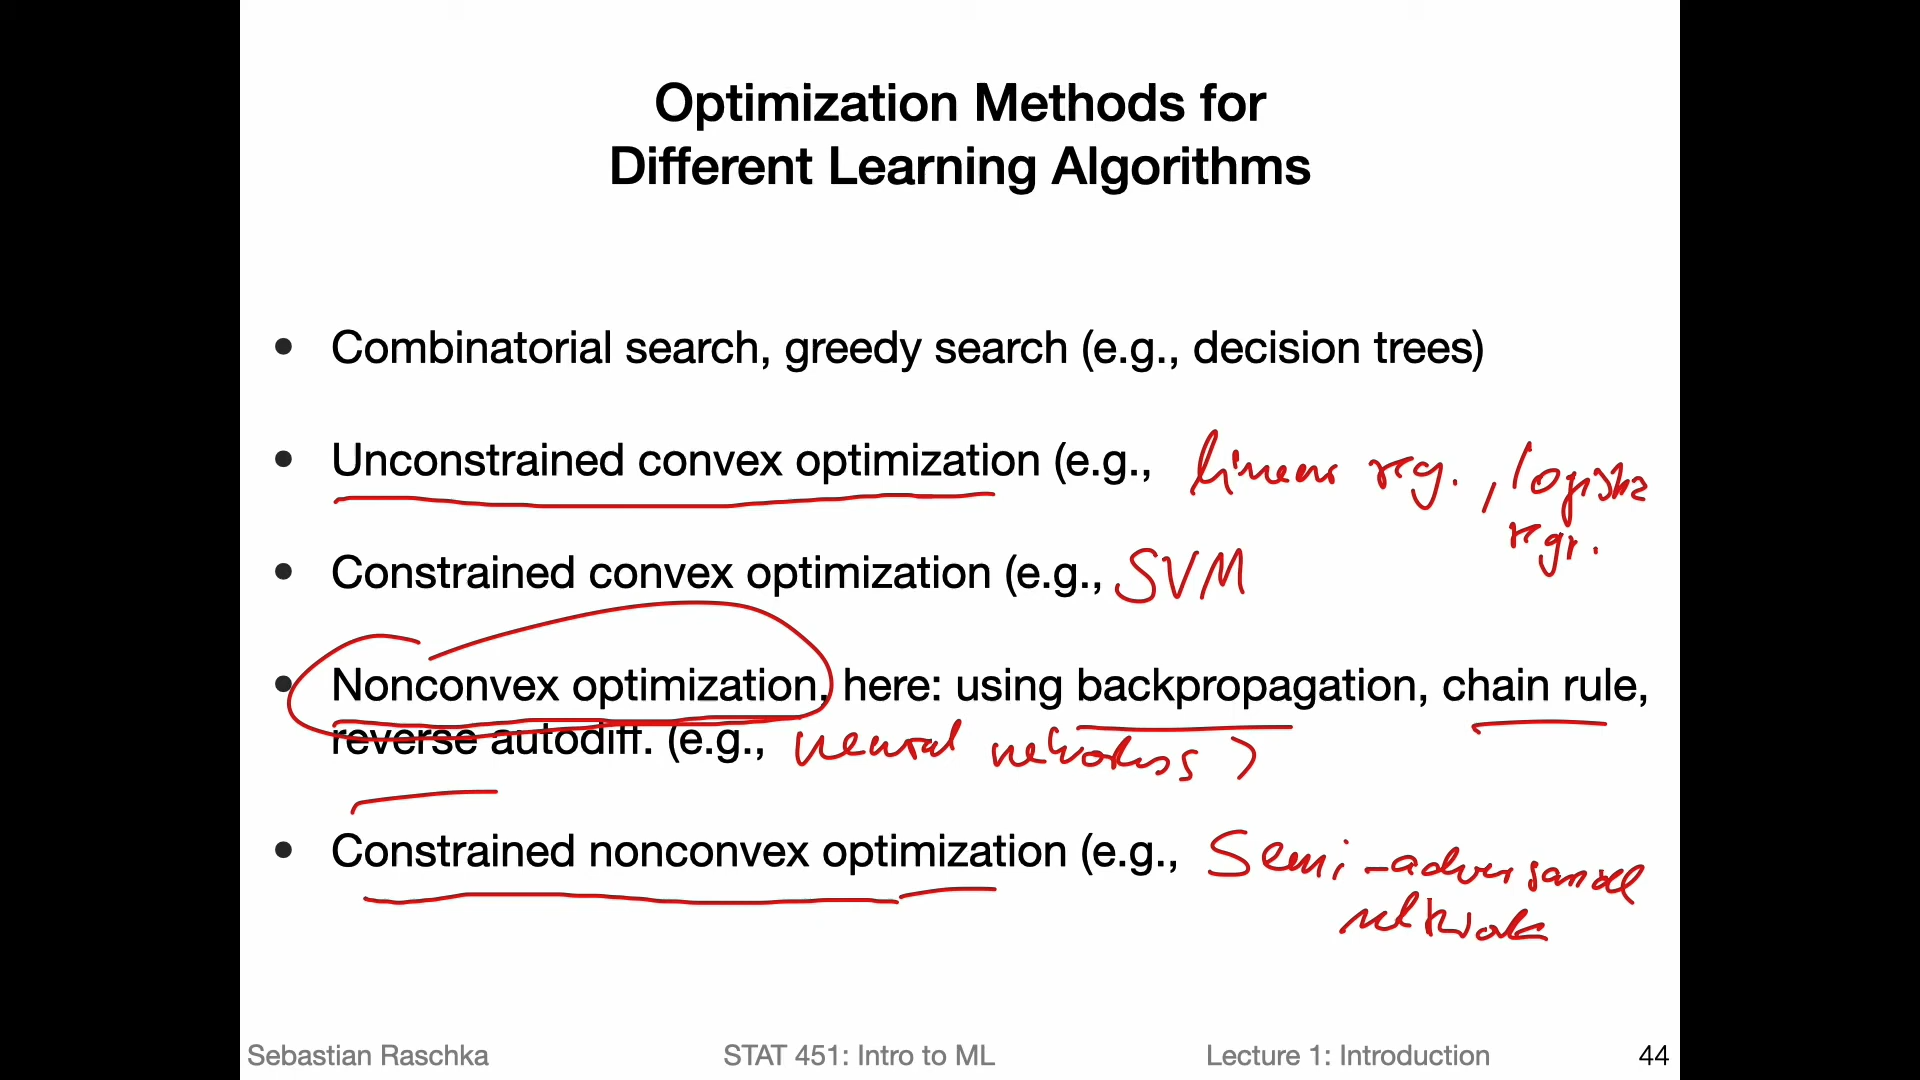 Optimization Methods for
Different Learning Algorithms
• Combinatorial search, greedy search (e.g., decision trees)
• Unconstrained convex optimization (e.g., linear reg. , logistic
regr.
• Constrained convex optimization (e.g., SVM
• Nonconvex optimization, here: using backpropagation, chain rule,
reverse autodiff. (e.g., neural networks )
• Constrained nonconvex optimization (e.g., Semi-adversarial
network
Sebastian Raschka STAT 451: Intro to ML Lecture 1: Introduction 44